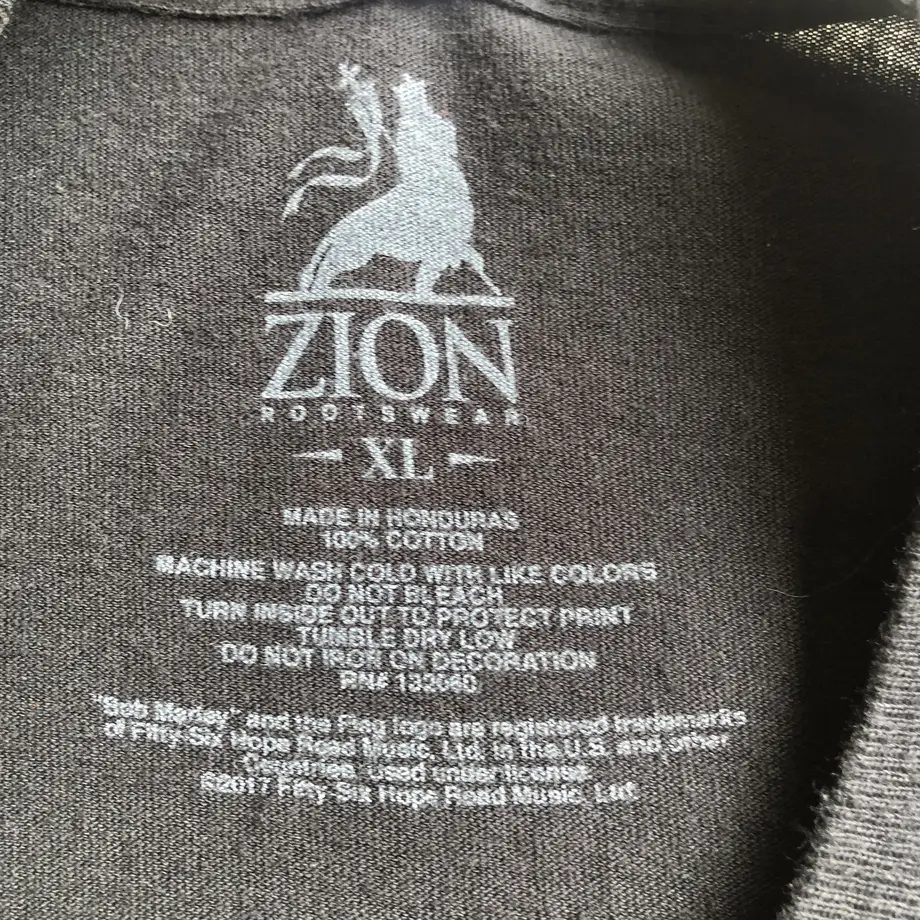 ZION
ROOTSWEAR
XL
MADE IN HONDURAS
100% COTTON
MACHINE WASH COLD WITH LIKE COLORS
DO NOT BLEACH
TURN INSIDE OUT TO PROTECT PRINT
TUMBLE DRY LOW
DO NOT IRON ON DECORATION
RN# 132060
"Bob Marley" and the Flag logo are registered trademarks
of Fifty-Six Hope Road Music, Ltd. in the U.S. and other
Countries. Used under license.
©2017 Fifty-Six Hope Road Music, Ltd.